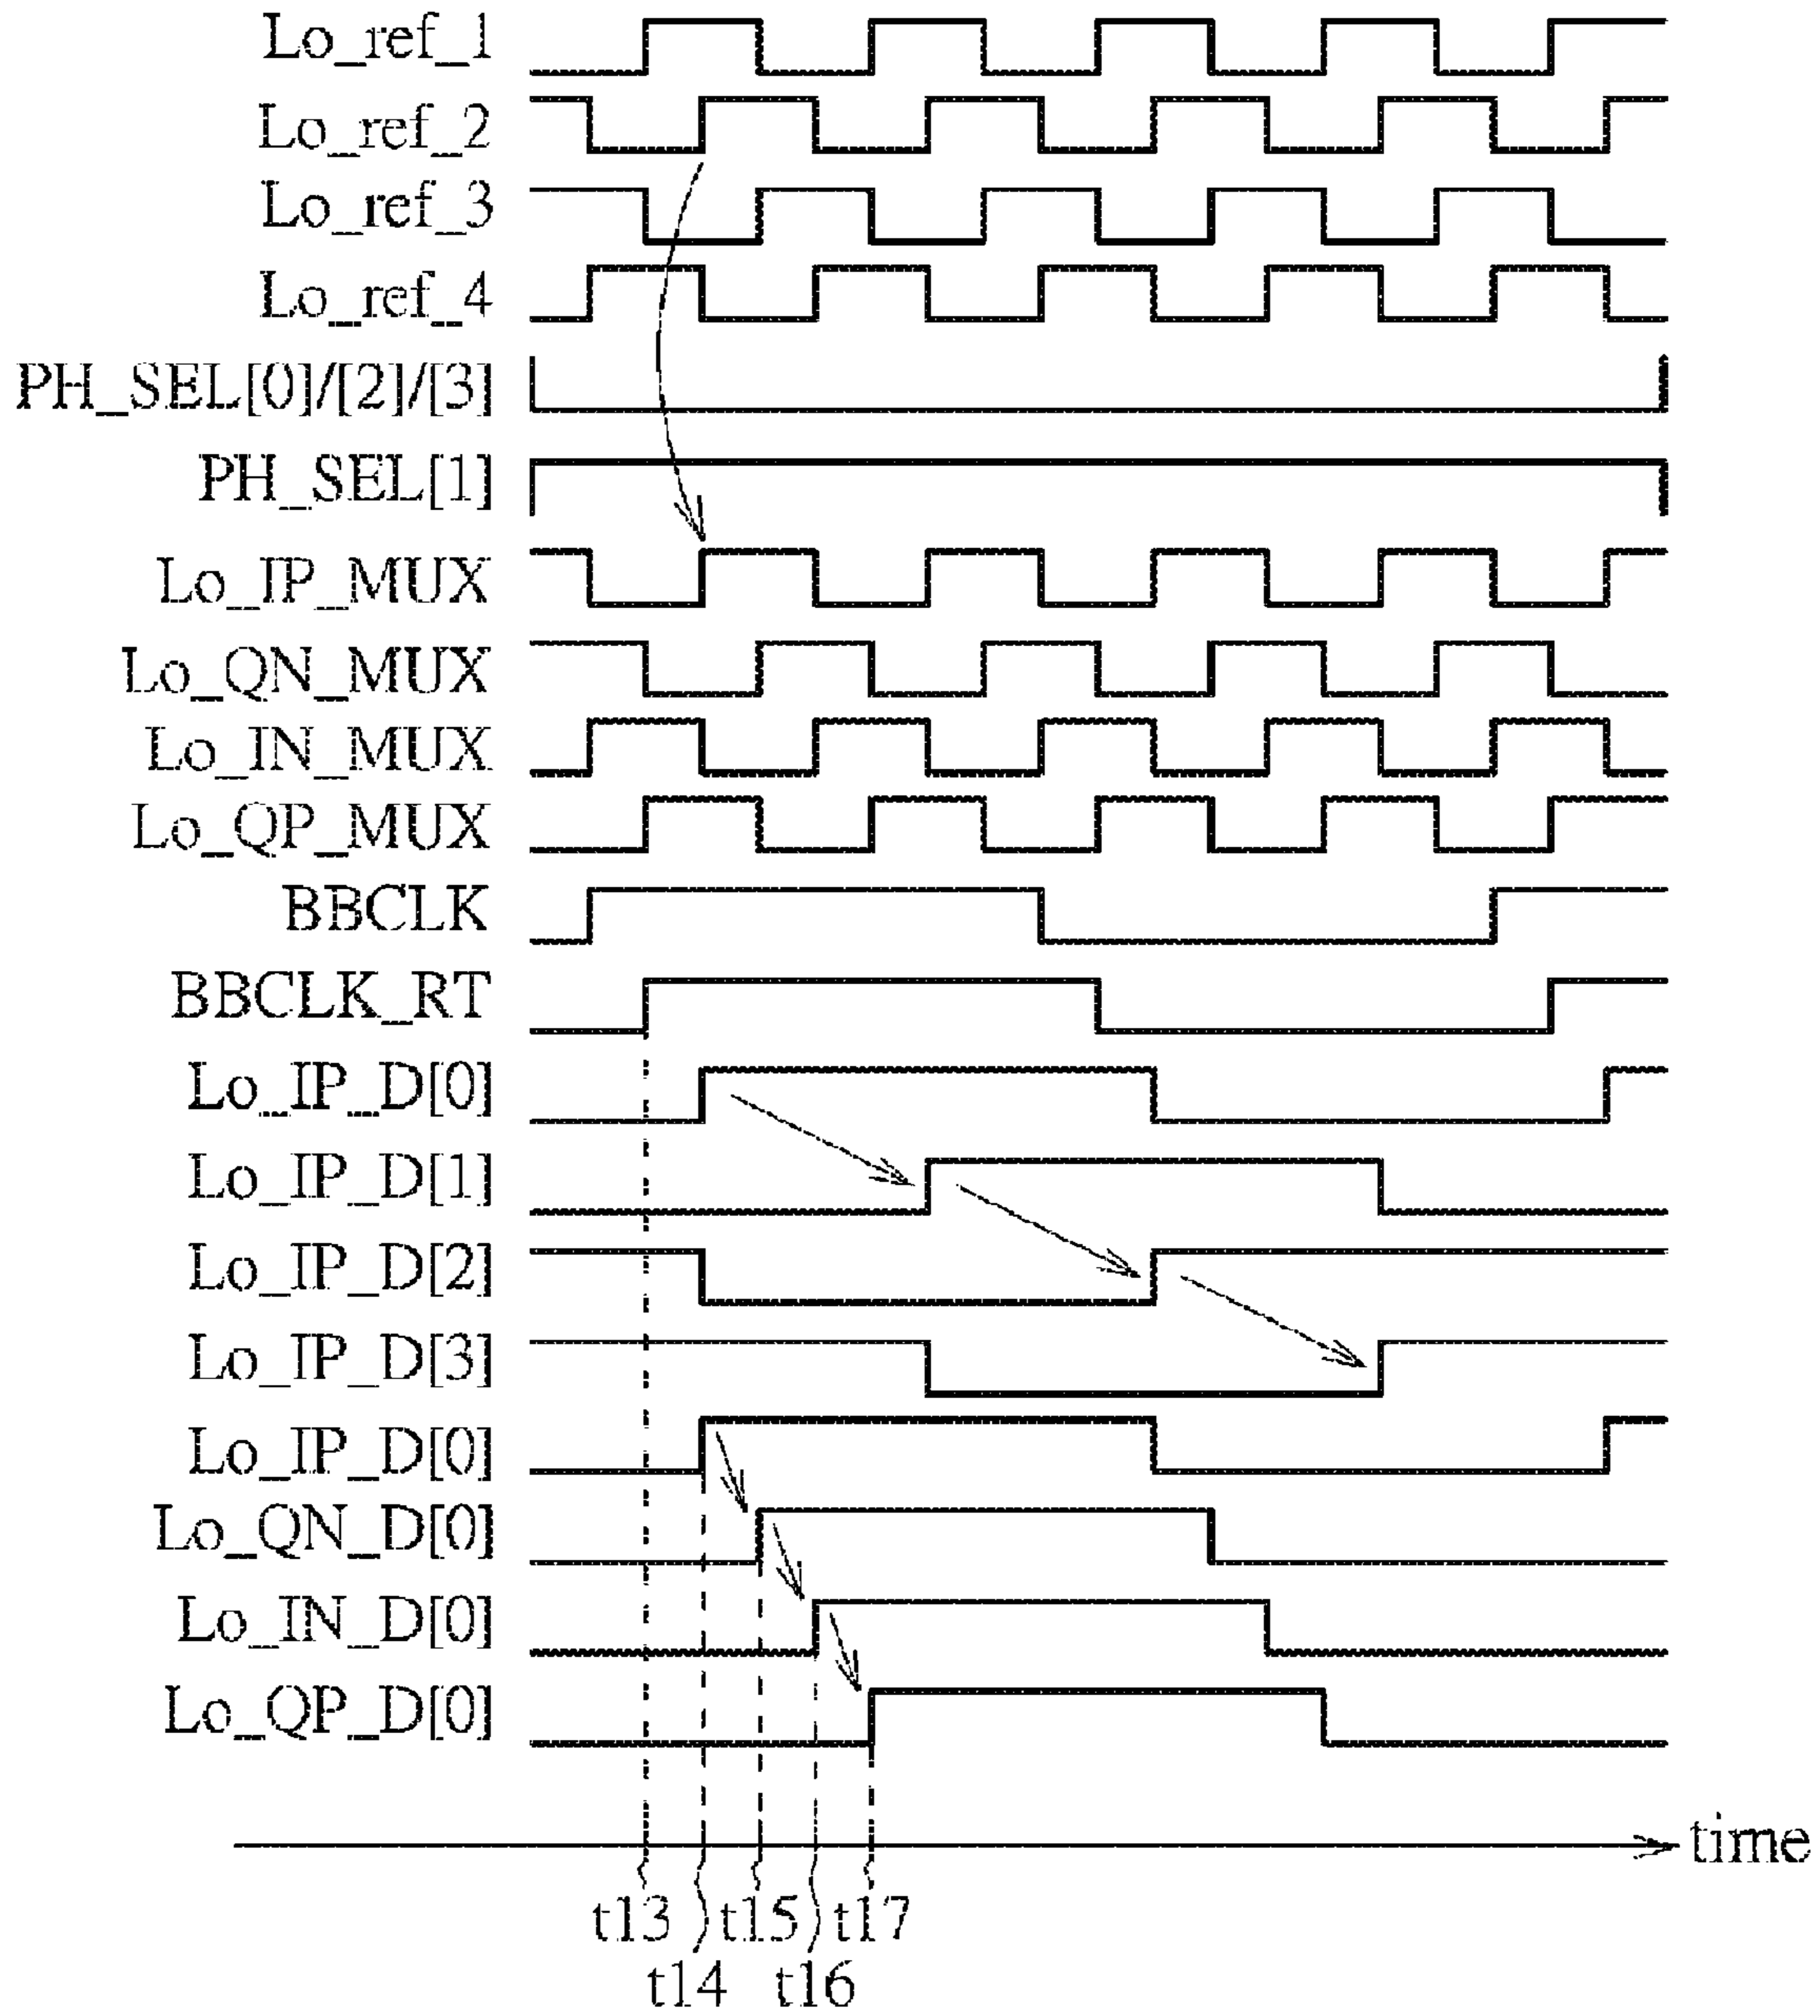 Lo_ref_1
Lo_ref_2
Lo_ref_3
Lo_ref_4
PH_SEL[0]/[2]/[3]
PH_SEL[1]
Lo_IP_MUX
Lo_QN_MUX
Lo_IN_MUX
Lo_QP_MUX
BBCLK
BBCLK_RT
Lo_IP_D[0]
Lo_IP_D[1]
Lo_IP_D[2]
Lo_IP_D[3]
Lo_IP_D[0]
Lo_QN_D[0]
Lo_IN_D[0]
Lo_QP_D[0]
time
t13 t15 t17
t14 t16